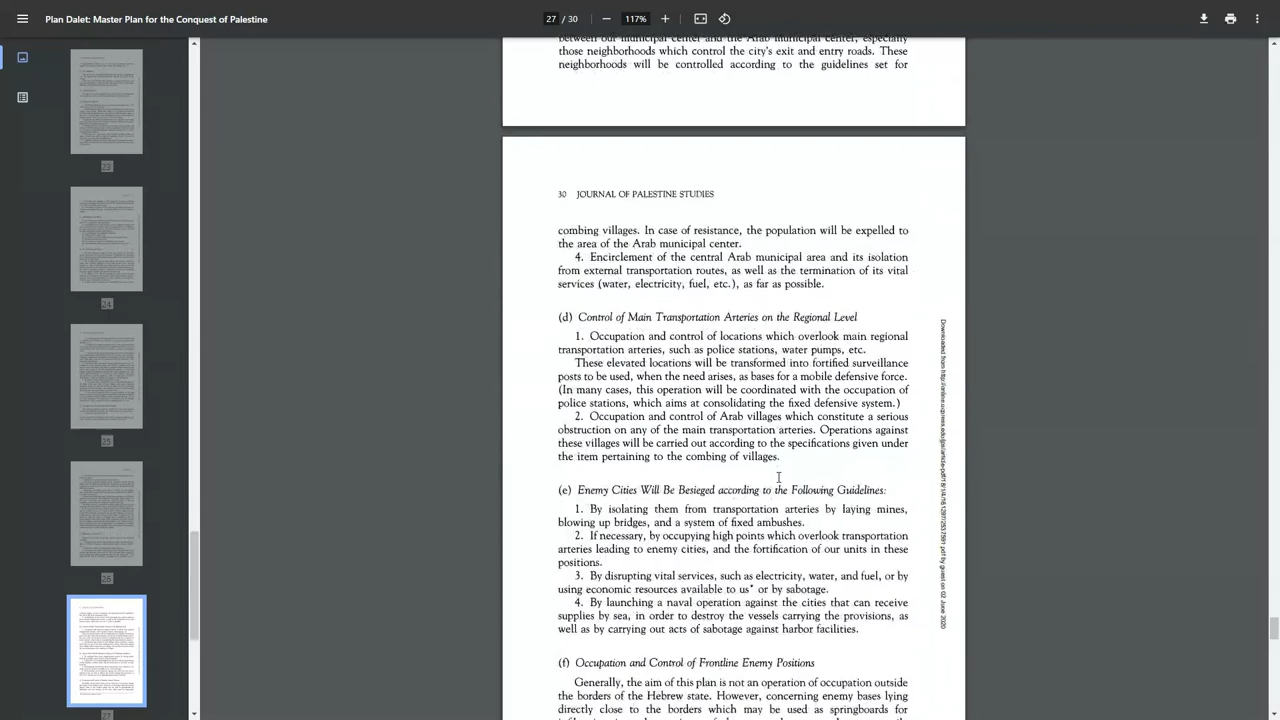 Plan Dalet: Master Plan for the Conquest of Palestine
27 / 30
117%
23
24
25
26
27
between our municipal center and the Arab municipal center, especially
those neighborhoods which control the city's exit and entry roads. These
neighborhoods will be controlled according to the guidelines set for
30 JOURNAL OF PALESTINE STUDIES
combing villages. In case of resistance, the population will be expelled to
the area of the Arab municipal center.
4. Encirclement of the central Arab municipal area and its isolation
from external transportation routes, as well as the termination of its vital
services (water, electricity, fuel, etc.), as far as possible.
(d) Control of Main Transportation Arteries on the Regional Level
1. Occupation and control of locations which overlook main regional
transportation arteries, such as police stations, water pumps, etc.
These elevated locations will be transformed into fortified surveillance
posts to be used, when the need arises, as bases for a mobile defensive force.
(In many cases, this operation will be coordinated with the occupation of
police stations, which aims at consolidating the fixed defensive system.)
2. Occupation and control of Arab villages which constitute a serious
obstruction on any of the main transportation arteries. Operations against
these villages will be carried out according to the specifications given under
the item pertaining to the combing of villages.
(e) Enemy Cities Will Be Besieged according to the Following Guidelines:
1. By isolating them from transportation arteries by laying mines,
blowing up bridges, and a system of fixed ambushes.
2. If necessary, by occupying high points which overlook transportation
arteries leading to enemy cities, and the fortification of our units in these
positions.
3. By disrupting vital services, such as electricity, water, and fuel, or by
using economic resources available to us* or by sabotage.
4. By launching a naval operation against the cities that can receive
supplies by sea, in order to destroy the vessels carrying the provisions, as
well as by carrying out acts of sabotage against harbor facilities.
(f) Occupation and Control of Frontline Enemy Positions
Generally, the aim of this plan is not an operation of occupation outside
the borders of the Hebrew state. However, concerning enemy bases lying
directly close to the borders which may be used as springboards for
by guest on 02 June 2020